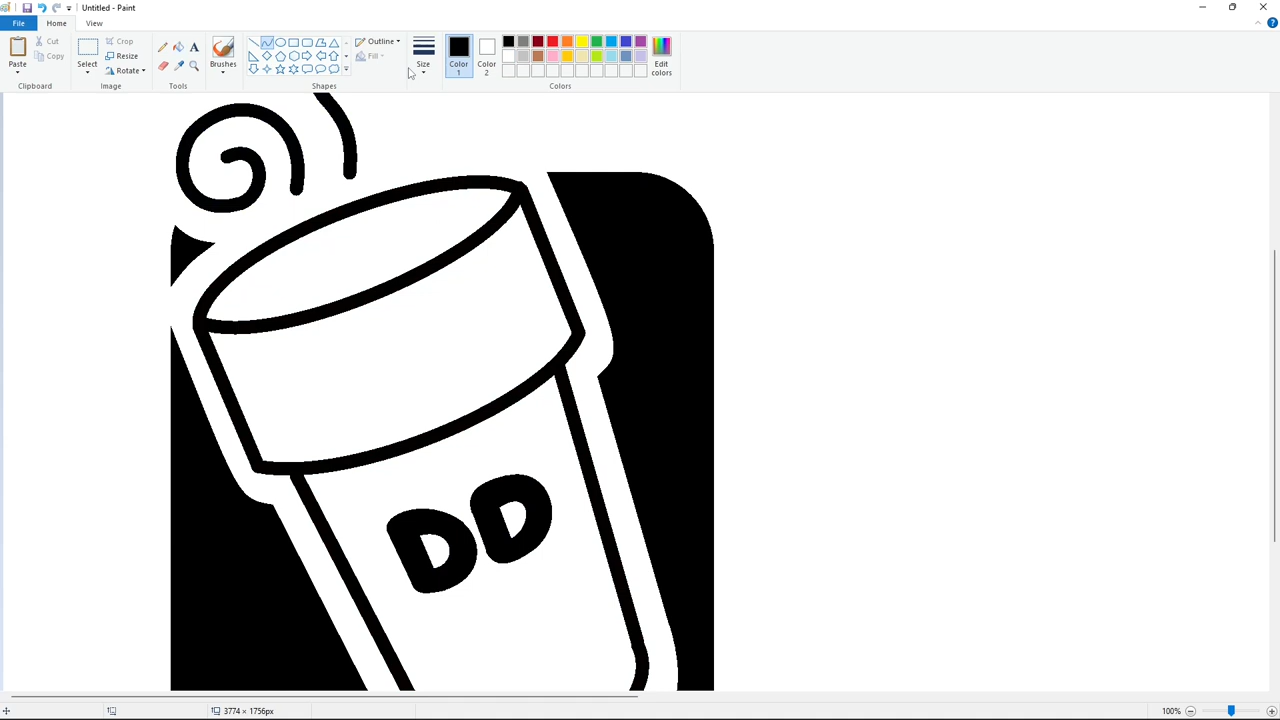 Untitled - Paint
File Home View
Paste
Cut
Copy
Clipboard
Select
Crop
Resize
Rotate
Image
Tools
Brushes
Outline
Fill
Shapes
Size
Color 1
Color 2
Edit colors
Colors
DD
3774 × 1756px
100%